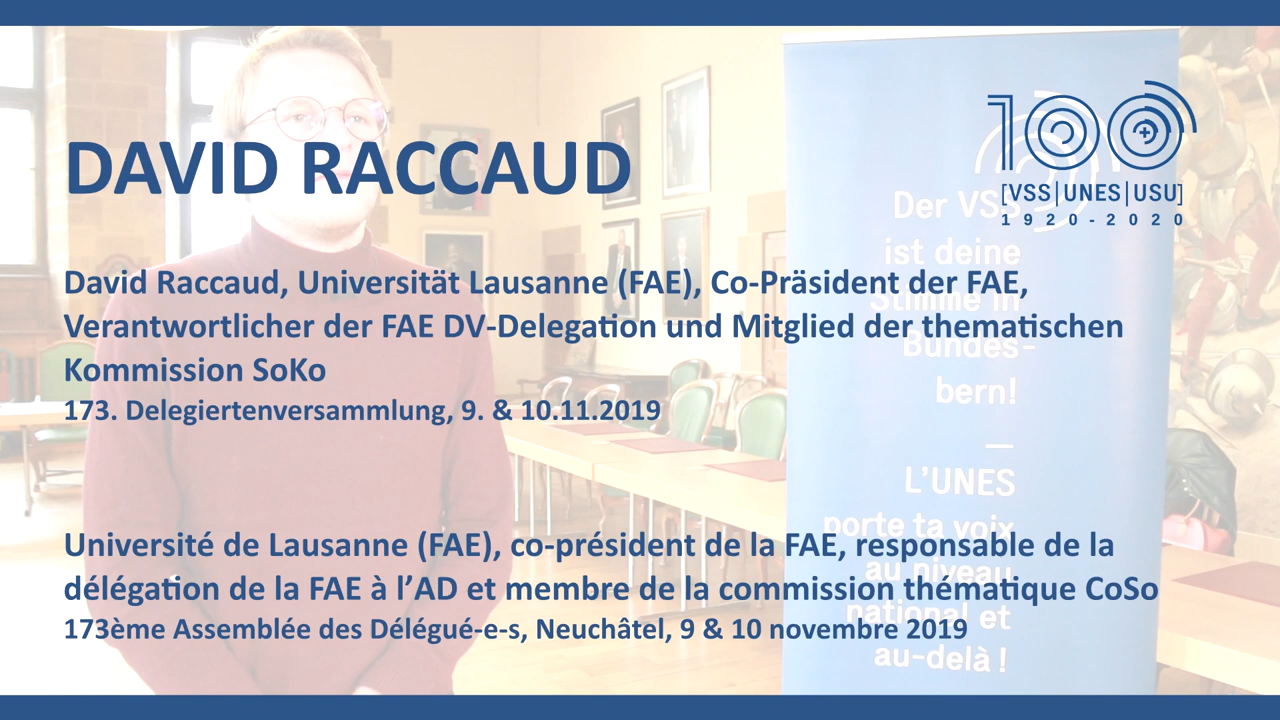 DAVID RACCAUD
100
[VSS|UNES|USU]
1920-2020
David Raccaud, Universität Lausanne (FAE), Co-Präsident der FAE,
Verantwortlicher der FAE DV-Delegation und Mitglied der thematischen
Kommission SoKo
173. Delegiertenversammlung, 9. & 10.11.2019
Université de Lausanne (FAE), co-président de la FAE, responsable de la
délégation de la FAE à l’AD et membre de la commission thématique CoSo
173ème Assemblée des Délégué-e-s, Neuchâtel, 9 & 10 novembre 2019
Der VSS
ist deine
Stimme in
Bundes-
bern!
—
L’UNES
porte ta voix
au niveau
national et
au-delà !